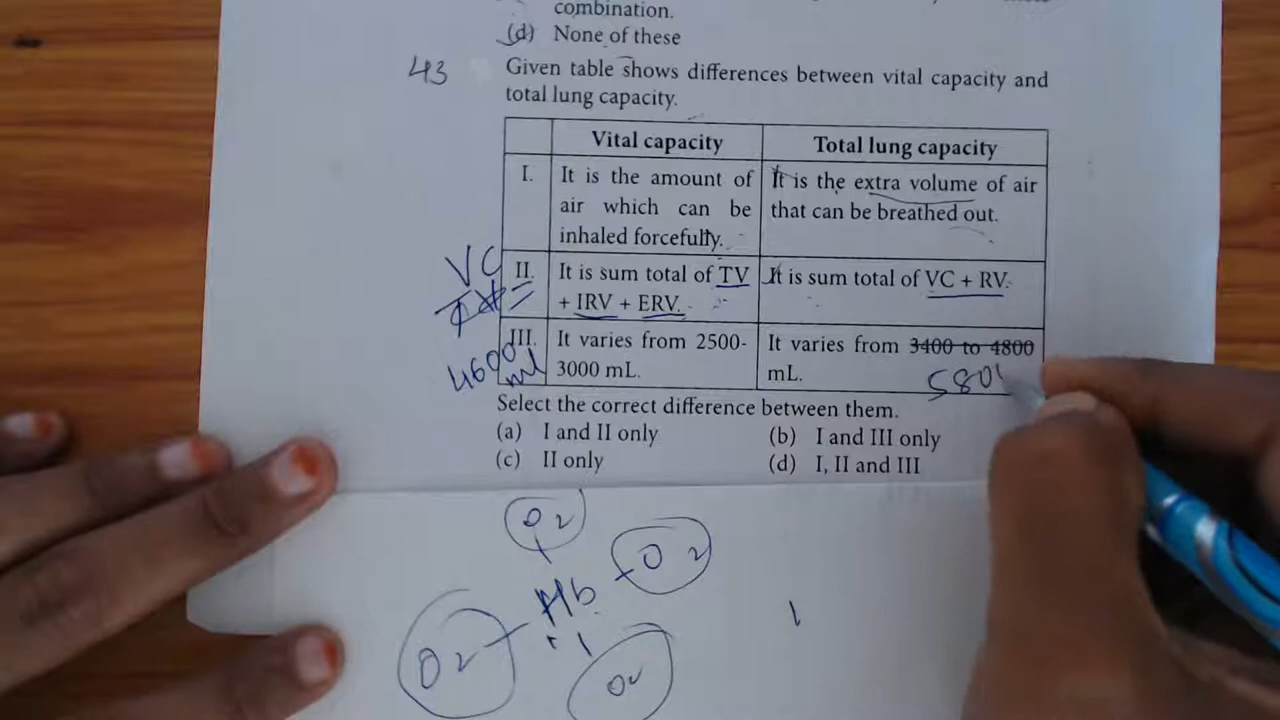 combination.
(d) None of these
43 Given table shows differences between vital capacity and
total lung capacity.
Vital capacity Total lung capacity
I. It is the amount of air which can be inhaled forcefully. It is the extra volume of air that can be breathed out.
VC
II. It is sum total of TV + IRV + ERV. It is sum total of VC + RV.
III. It varies from 2500-3000 mL. It varies from 3400 to 4800 mL.
4600 ml
580
Select the correct difference between them.
(a) I and II only (b) I and III only
(c) II only (d) I, II and III
O2
Hb O2
O2
O2